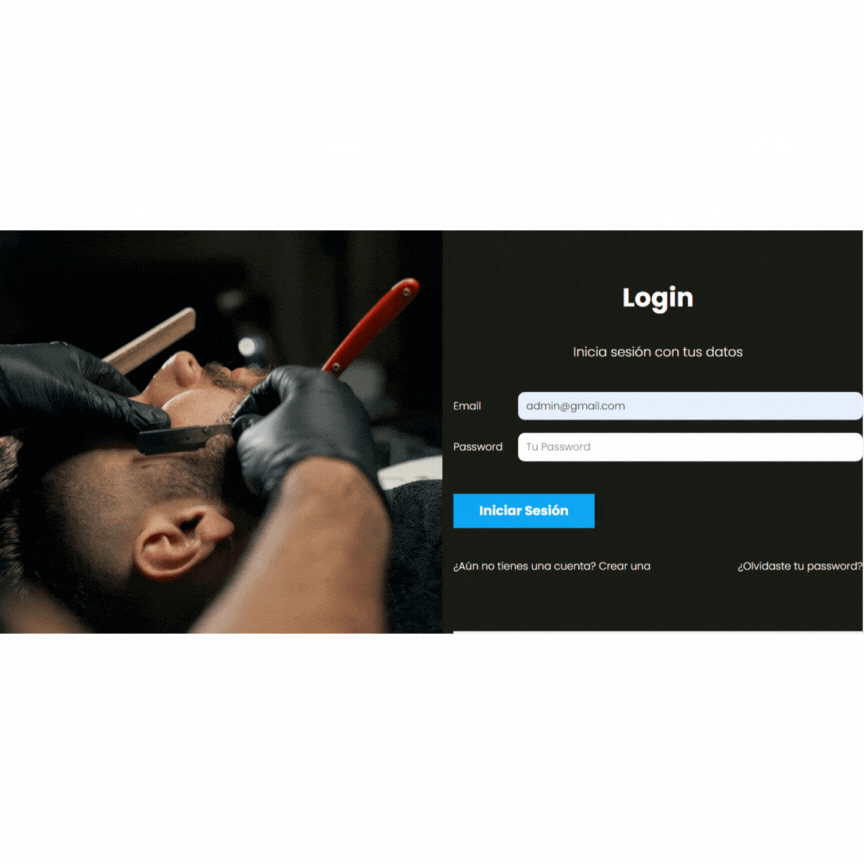 Login
Inicia sesión con tus datos
Email
admin@gmail.com
Password
Tu Password
Iniciar Sesión
¿Aún no tienes una cuenta? Crear una
¿Olvidaste tu password?